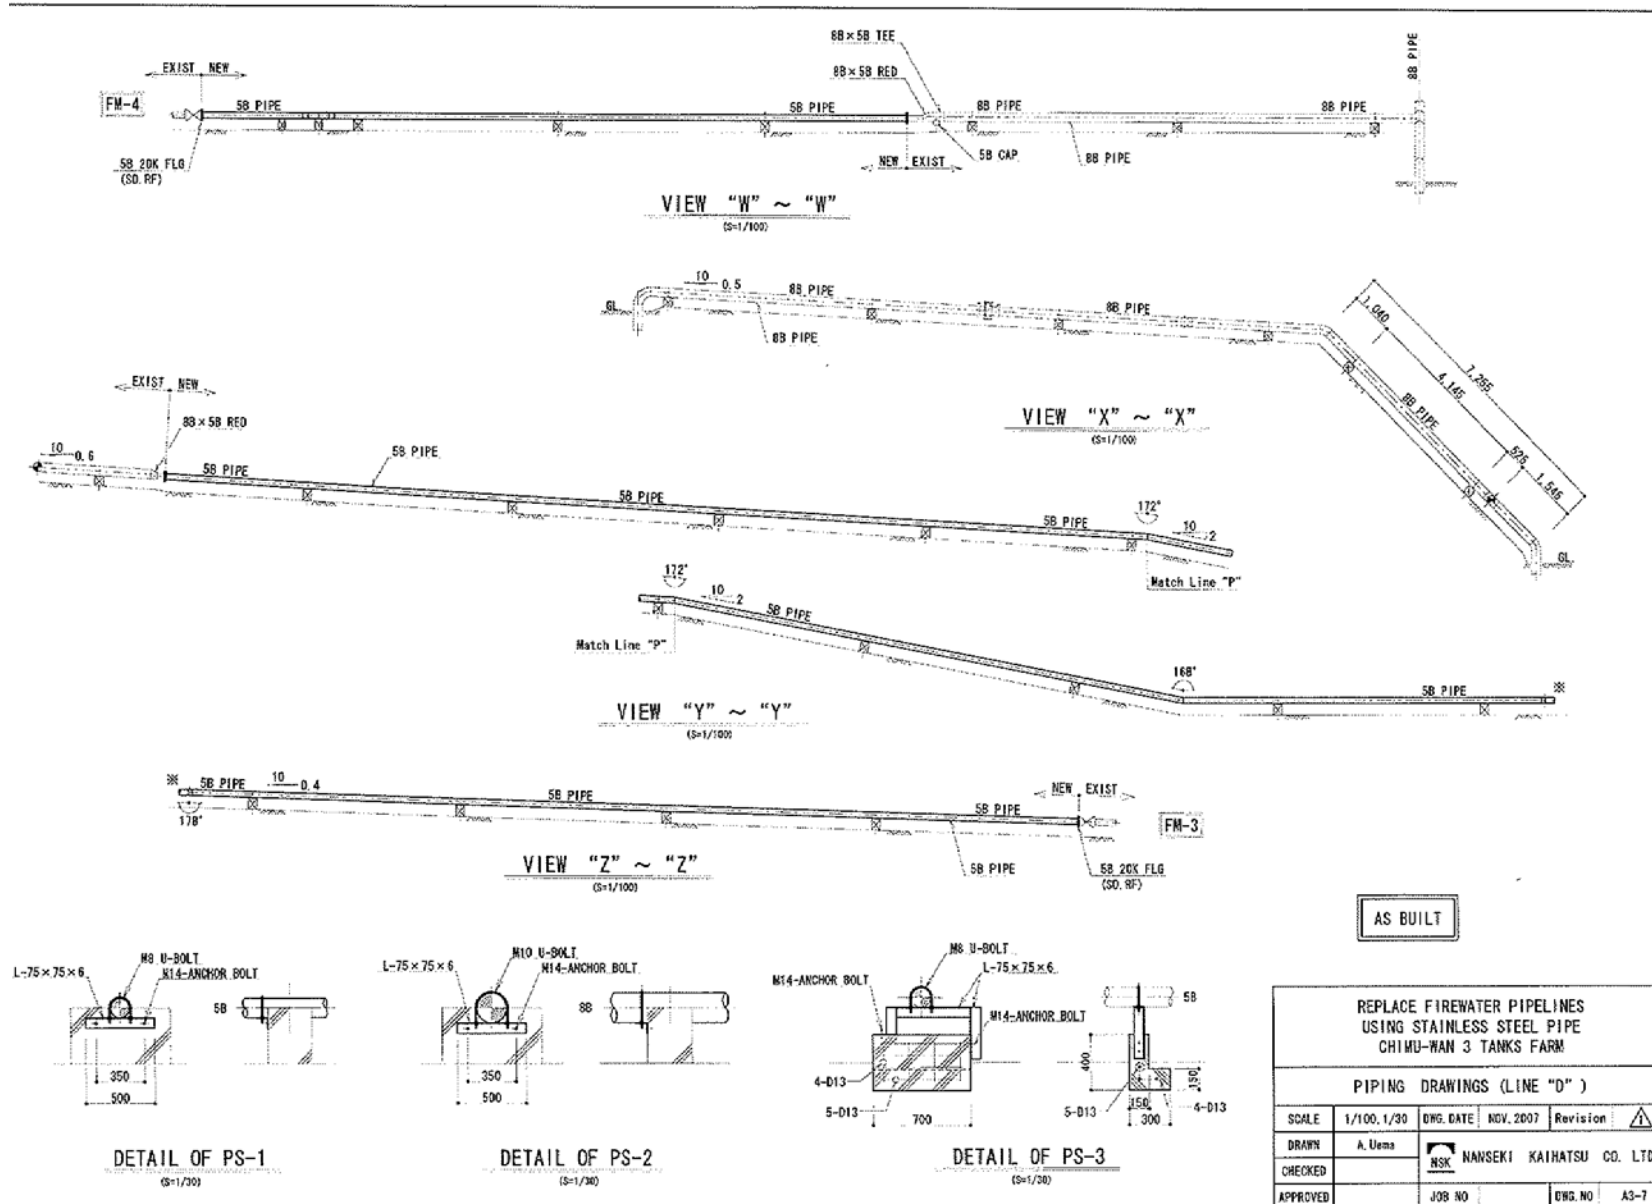 8B×5B TEE
8B×5B RED
8B PIPE
EXIST NEW
FM-4
5B PIPE
5B PIPE
8B PIPE
8B PIPE
5B 20K FLG
(SO.RF)
NEW EXIST
5B CAP
8B PIPE
VIEW “W” ~ “W”
(S=1/100)
10
0.5
8B PIPE
8B PIPE
GL
8B PIPE
1,040
4,145
7,265
8B PIPE
1,546
GL
VIEW “X” ~ “X”
(S=1/100)
EXIST NEW
8B×5B RED
10
0.6
5B PIPE
5B PIPE
5B PIPE
5B PIPE
172°
10
2
Match Line "P"
172°
10
2
5B PIPE
Match Line "P"
168°
5B PIPE
※
VIEW “Y” ~ “Y”
(S=1/100)
※
5B PIPE
10
0.4
5B PIPE
5B PIPE
NEW EXIST
178°
FM-3
5B PIPE
5B 20K FLG
(SO.RF)
VIEW “Z” ~ “Z”
(S=1/100)
AS BUILT
M8 U-BOLT
L-75×75×6
M14-ANCHOR BOLT
5B
350
500
DETAIL OF PS-1
(S=1/30)
M10 U-BOLT
L-75×75×6
M14-ANCHOR BOLT
8B
350
500
DETAIL OF PS-2
(S=1/30)
M8 U-BOLT
L-75×75×6
M14-ANCHOR BOLT
M14-ANCHOR BOLT
5B
4-D13
5-D13
700
400
150
5-D13
150
300
4-D13
DETAIL OF PS-3
(S=1/30)
REPLACE FIREWATER PIPELINES
USING STAINLESS STEEL PIPE
CHIMU-WAN 3 TANKS FARM
PIPING DRAWINGS (LINE "D" )
SCALE 1/100,1/30 DWG. DATE NOV. 2007 Revision 1
DRAWN A. Uema
NSK NANSEKI KAIHATSU CO. LTD
CHECKED
APPROVED JOB NO DWG. NO A3-7